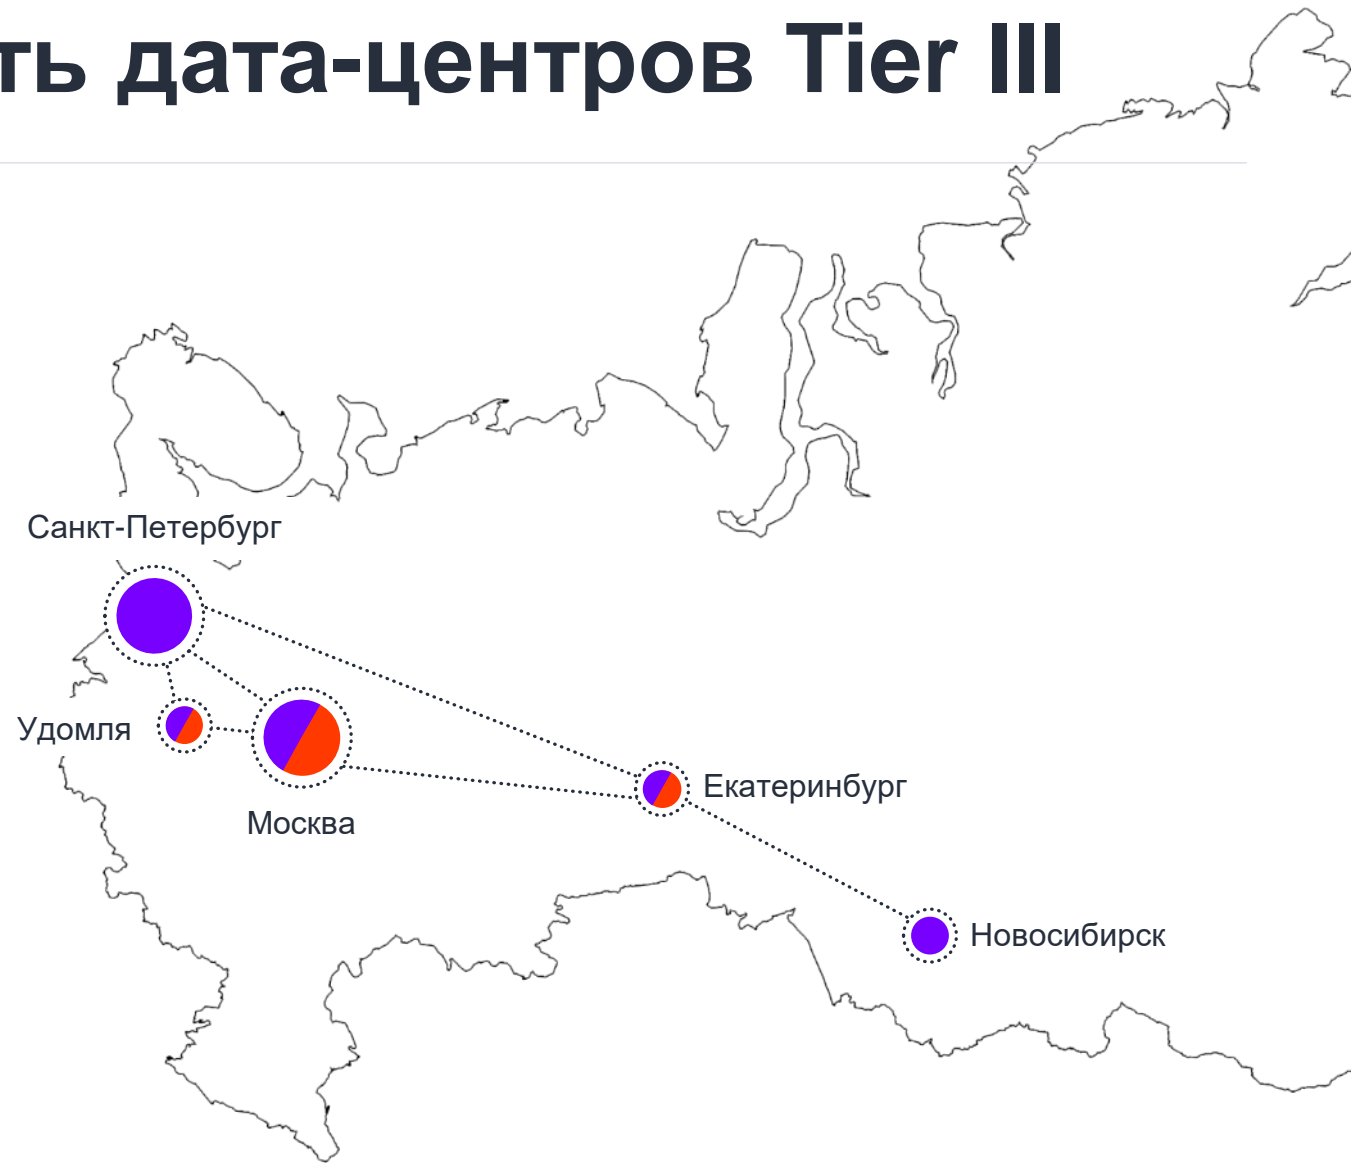 ть дата-центров Tier III
Санкт-Петербург
Удомля
Москва
Екатеринбург
Новосибирск